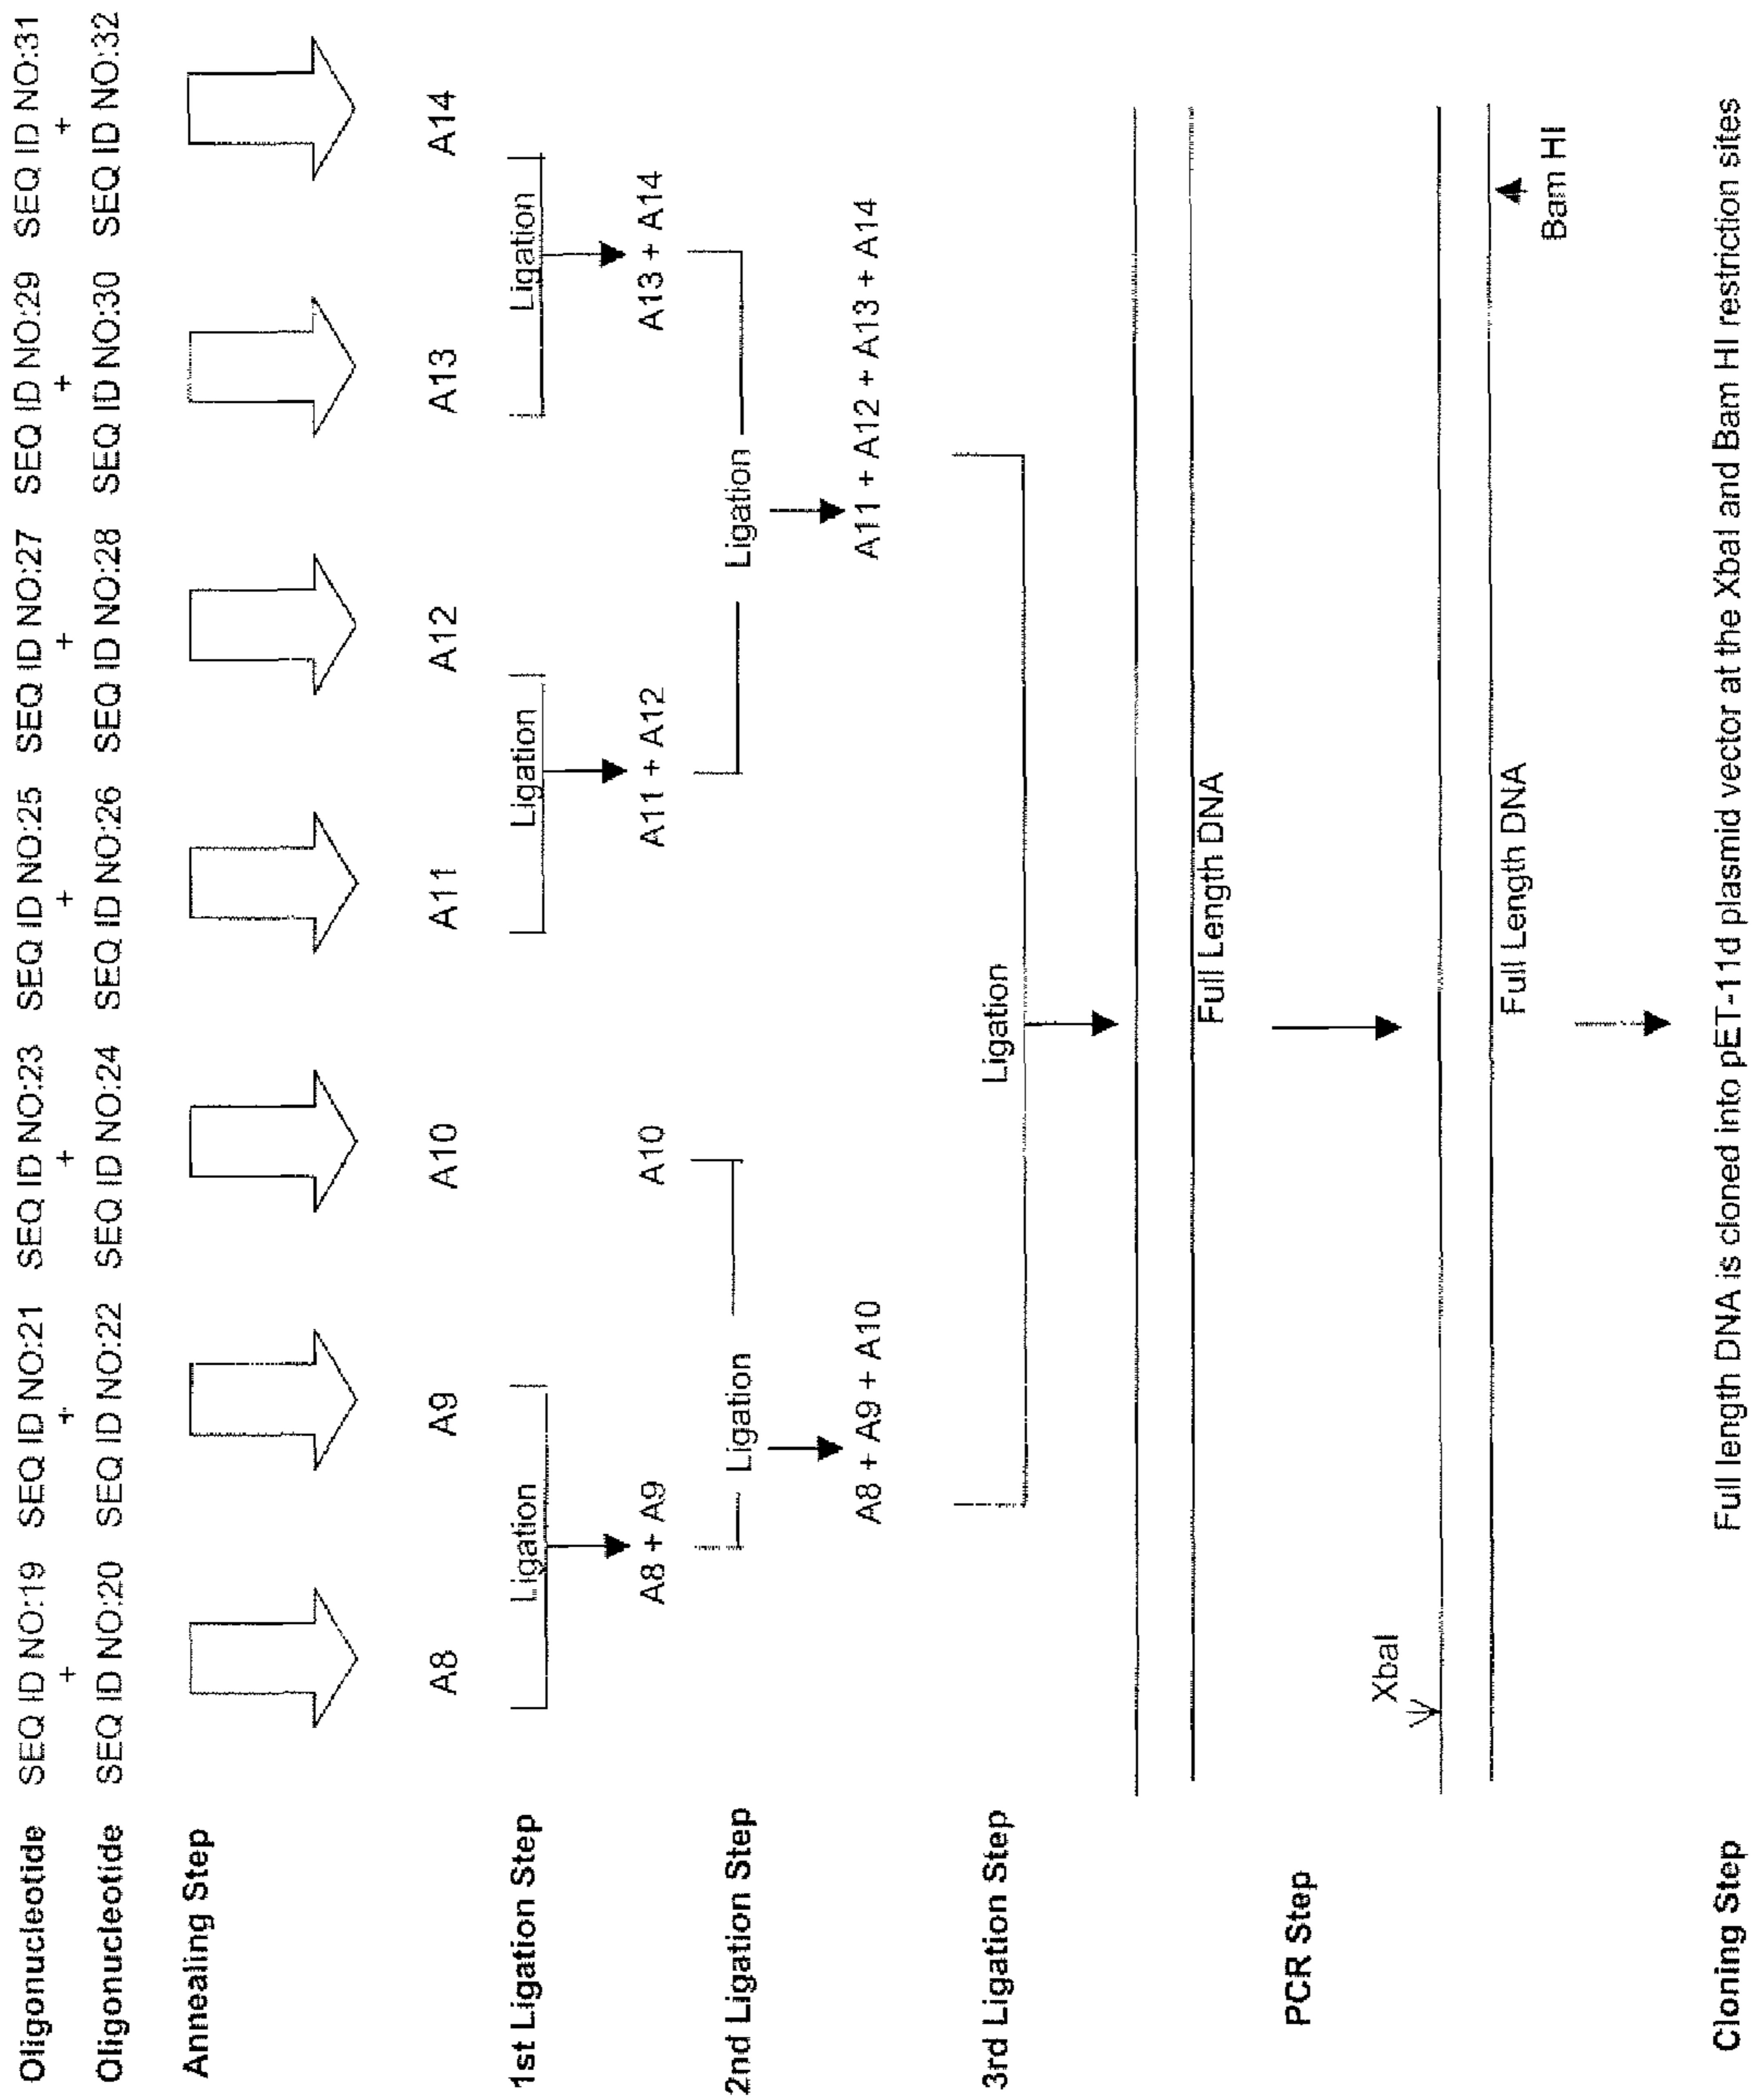 Oligonucleotide SEQ ID NO:19 SEQ ID NO:21 SEQ ID NO:23 SEQ ID NO:25 SEQ ID NO:27 SEQ ID NO:29 SEQ ID NO:31
+ + + + + + +
Oligonucleotide SEQ ID NO:20 SEQ ID NO:22 SEQ ID NO:24 SEQ ID NO:26 SEQ ID NO:28 SEQ ID NO:30 SEQ ID NO:32
Annealing Step
A8 A9 A10 A11 A12 A13 A14
1st Ligation Step Ligation Ligation Ligation
A8 + A9 A10 A11 + A12 A13 + A14
2nd Ligation Step Ligation Ligation
A8 + A9 + A10 A11 + A12 + A13 + A14
3rd Ligation Step Ligation
Full Length DNA
PCR Step
XbaI
Full Length DNA
Bam HI
Cloning Step Full length DNA is cloned into pET-11d plasmid vector at the XbaI and Bam HI restriction sites